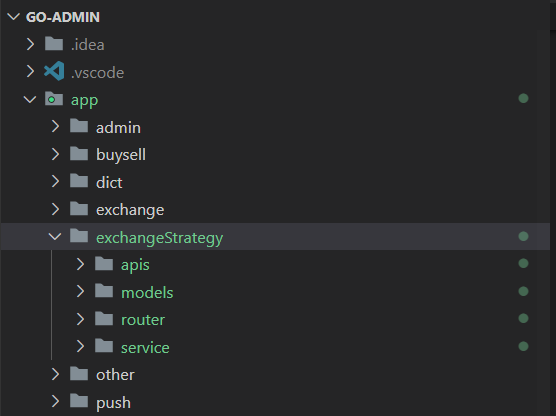 GO-ADMIN
.idea
.vscode
app
admin
buysell
dict
exchange
exchangeStrategy
apis
models
router
service
other
push